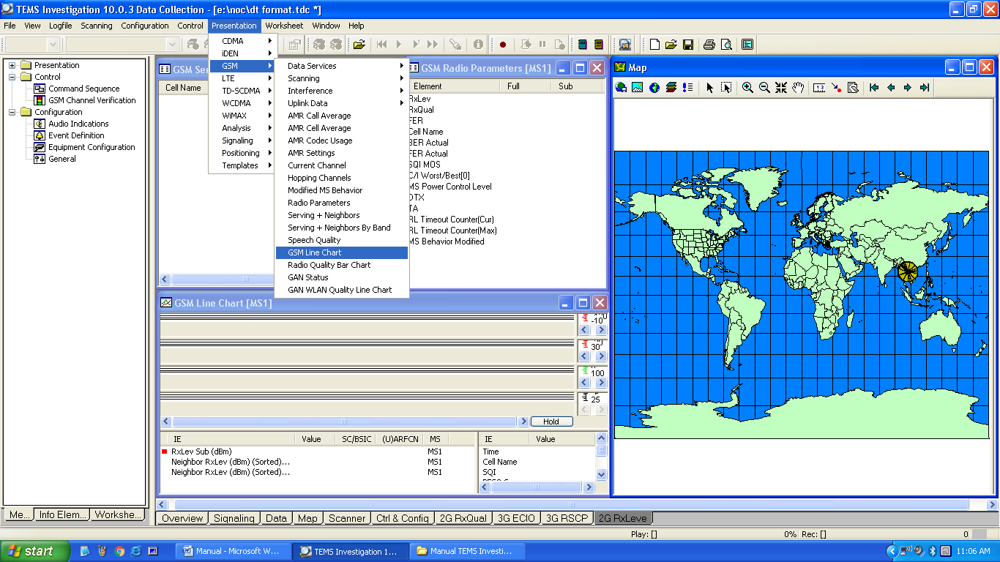 TEMS Investigation 10.0.3 Data Collection - [e:\noc\dt format.tdc *]
File View Logfile Scanning Configuration Control Presentation Worksheet Window Help
Presentation
Control
Command Sequence
GSM Channel Verification
Configuration
Audio Indications
Event Definition
Equipment Configuration
General
Me... Info Elem... Workshe...
CDMA
iDEN
GSM
LTE
TD-SCDMA
WCDMA
WiMAX
Analysis
Signaling
Positioning
Templates
Data Services
Scanning
Interference
Uplink Data
AMR Call Average
AMR Cell Average
AMR Codec Usage
AMR Settings
Current Channel
Hopping Channels
Modified MS Behavior
Radio Parameters
Serving + Neighbors
Serving + Neighbors By Band
Speech Quality
GSM Line Chart
Radio Quality Bar Chart
GAN Status
GAN WLAN Quality Line Chart
GSM
Cell Name
GSM Radio Parameters [MS1]
Element Full Sub
RxLev
RxQual
FER
Cell Name
BER Actual
FER Actual
SQI MOS
C/I Worst/Best[0]
MS Power Control Level
DTX
TA
RL Timeout Counter(Cur)
RL Timeout Counter(Max)
MS Behavior Modified
Map
GSM Line Chart [MS1]
-10
30
100
25
Hold
IE Value SC/BSIC (U)ARFCN MS
RxLev Sub (dBm) MS1
Neighbor RxLev (dBm) (Sorted)... MS1
Neighbor RxLev (dBm) (Sorted)... MS1
IE Value
Time
Cell Name
SQI
Overview Signaling Data Map Scanner Ctrl & Config 2G RxQual 3G ECIO 3G RSCP 2G RxLeve
Play: [] 0% Rec: [] 0
start Manual - Microsoft W... TEMS Investigation 1... Manual TEMS Investi... 11:06 AM